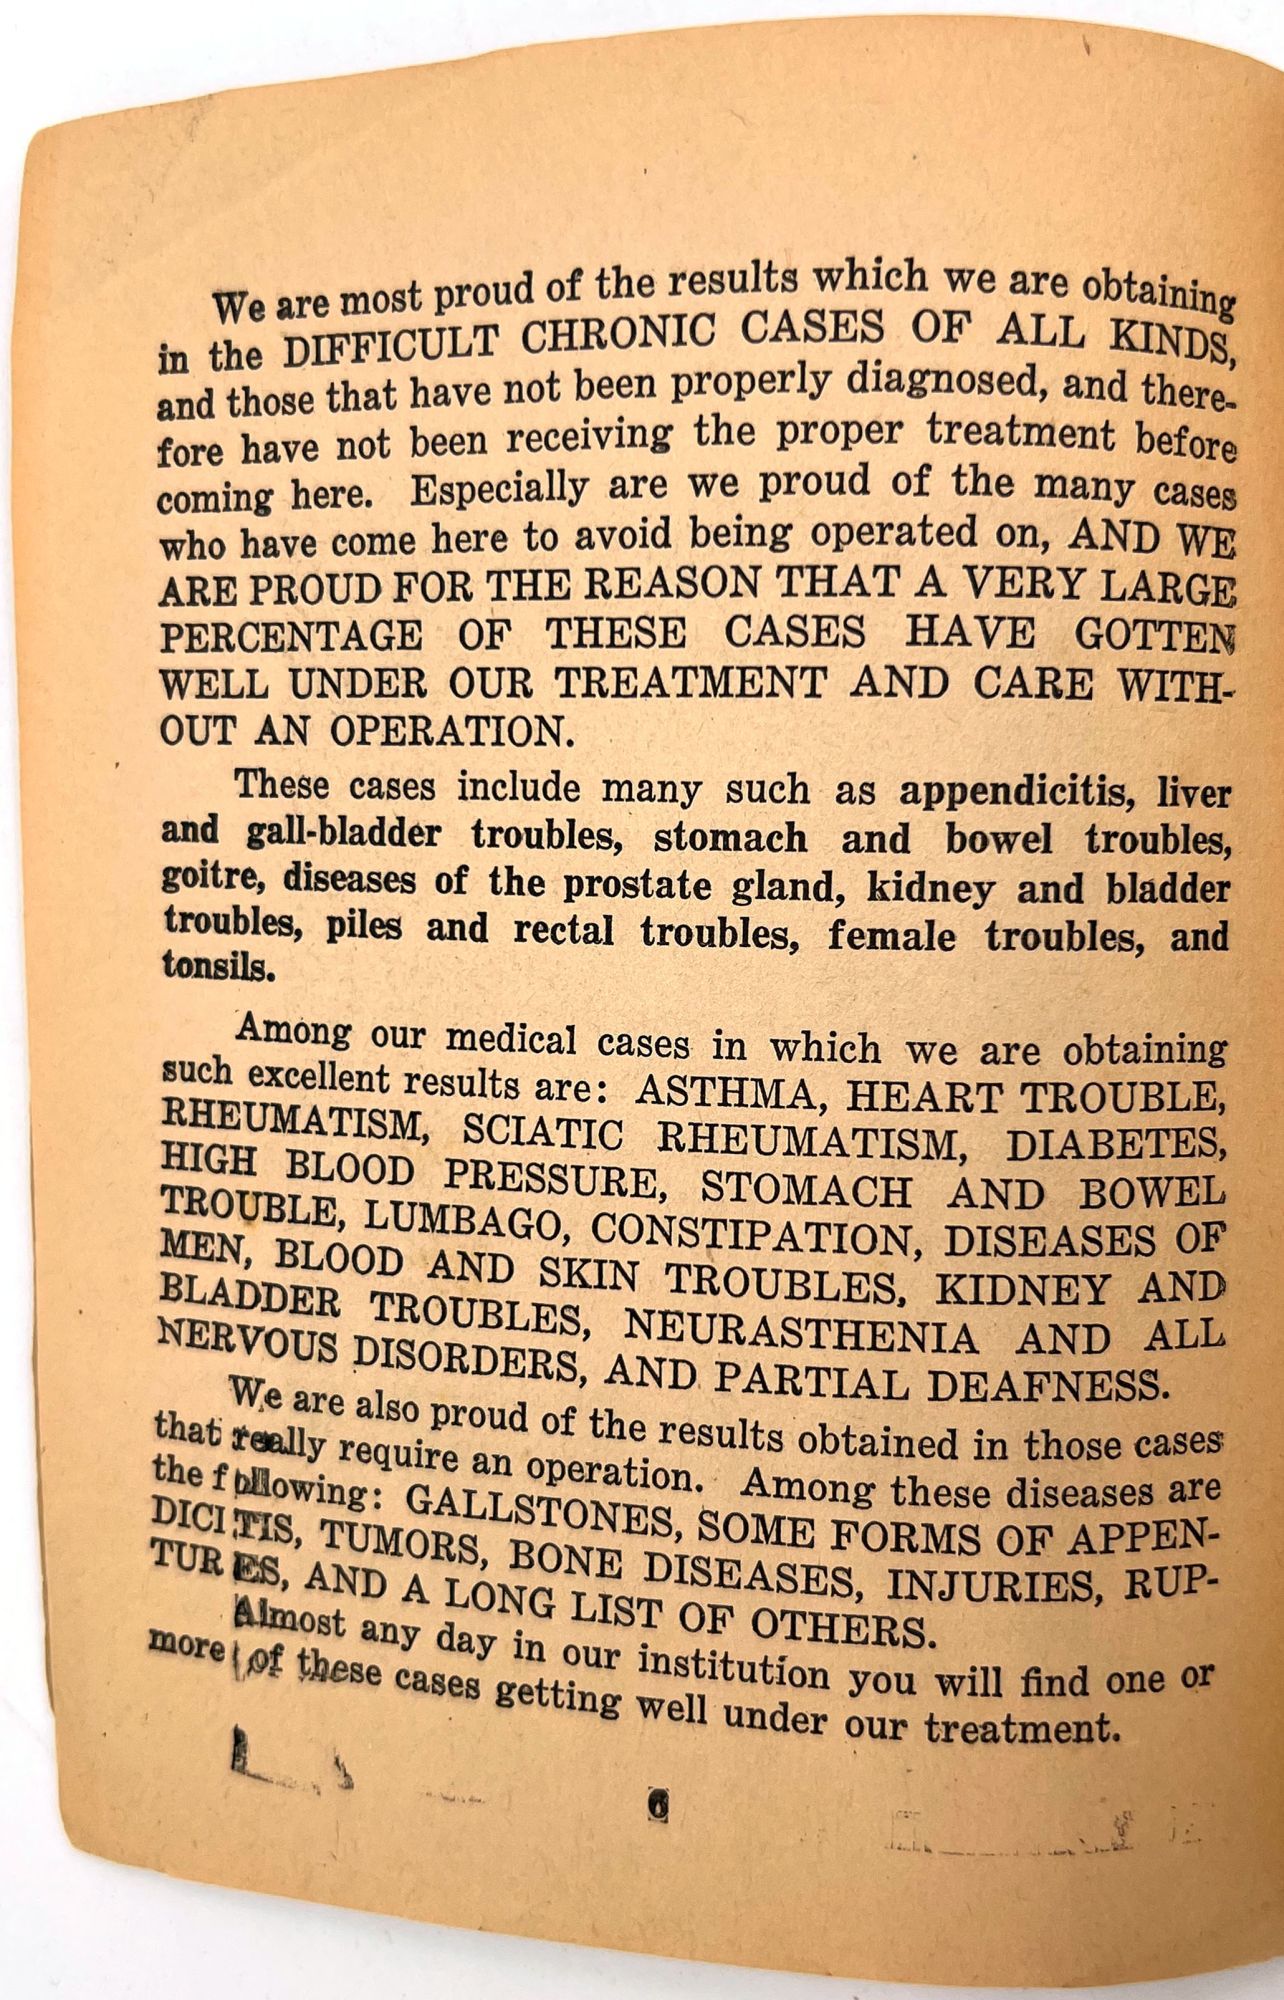 We are most proud of the results which we are obtaining
in the DIFFICULT CHRONIC CASES OF ALL KINDS,
and those that have not been properly diagnosed, and there-
fore have not been receiving the proper treatment before
coming here. Especially are we proud of the many cases
who have come here to avoid being operated on, AND WE
ARE PROUD FOR THE REASON THAT A VERY LARGE
PERCENTAGE OF THESE CASES HAVE GOTTEN
WELL UNDER OUR TREATMENT AND CARE WITH-
OUT AN OPERATION.
These cases include many such as appendicitis, liver
and gall-bladder troubles, stomach and bowel troubles,
goitre, diseases of the prostate gland, kidney and bladder
troubles, piles and rectal troubles, female troubles, and
tonsils.
Among our medical cases in which we are obtaining
such excellent results are: ASTHMA, HEART TROUBLE,
RHEUMATISM, SCIATIC RHEUMATISM, DIABETES,
HIGH BLOOD PRESSURE, STOMACH AND BOWEL
TROUBLE, LUMBAGO, CONSTIPATION, DISEASES OF
MEN, BLOOD AND SKIN TROUBLES, KIDNEY AND
BLADDER TROUBLES, NEURASTHENIA AND ALL
NERVOUS DISORDERS, AND PARTIAL DEAFNESS.
We are also proud of the results obtained in those cases
that really require an operation. Among these diseases are
the following: GALLSTONES, SOME FORMS OF APPEN-
DICITIS, TUMORS, BONE DISEASES, INJURIES, RUP-
TURES, AND A LONG LIST OF OTHERS.
Almost any day in our institution you will find one or
more of these cases getting well under our treatment.
6